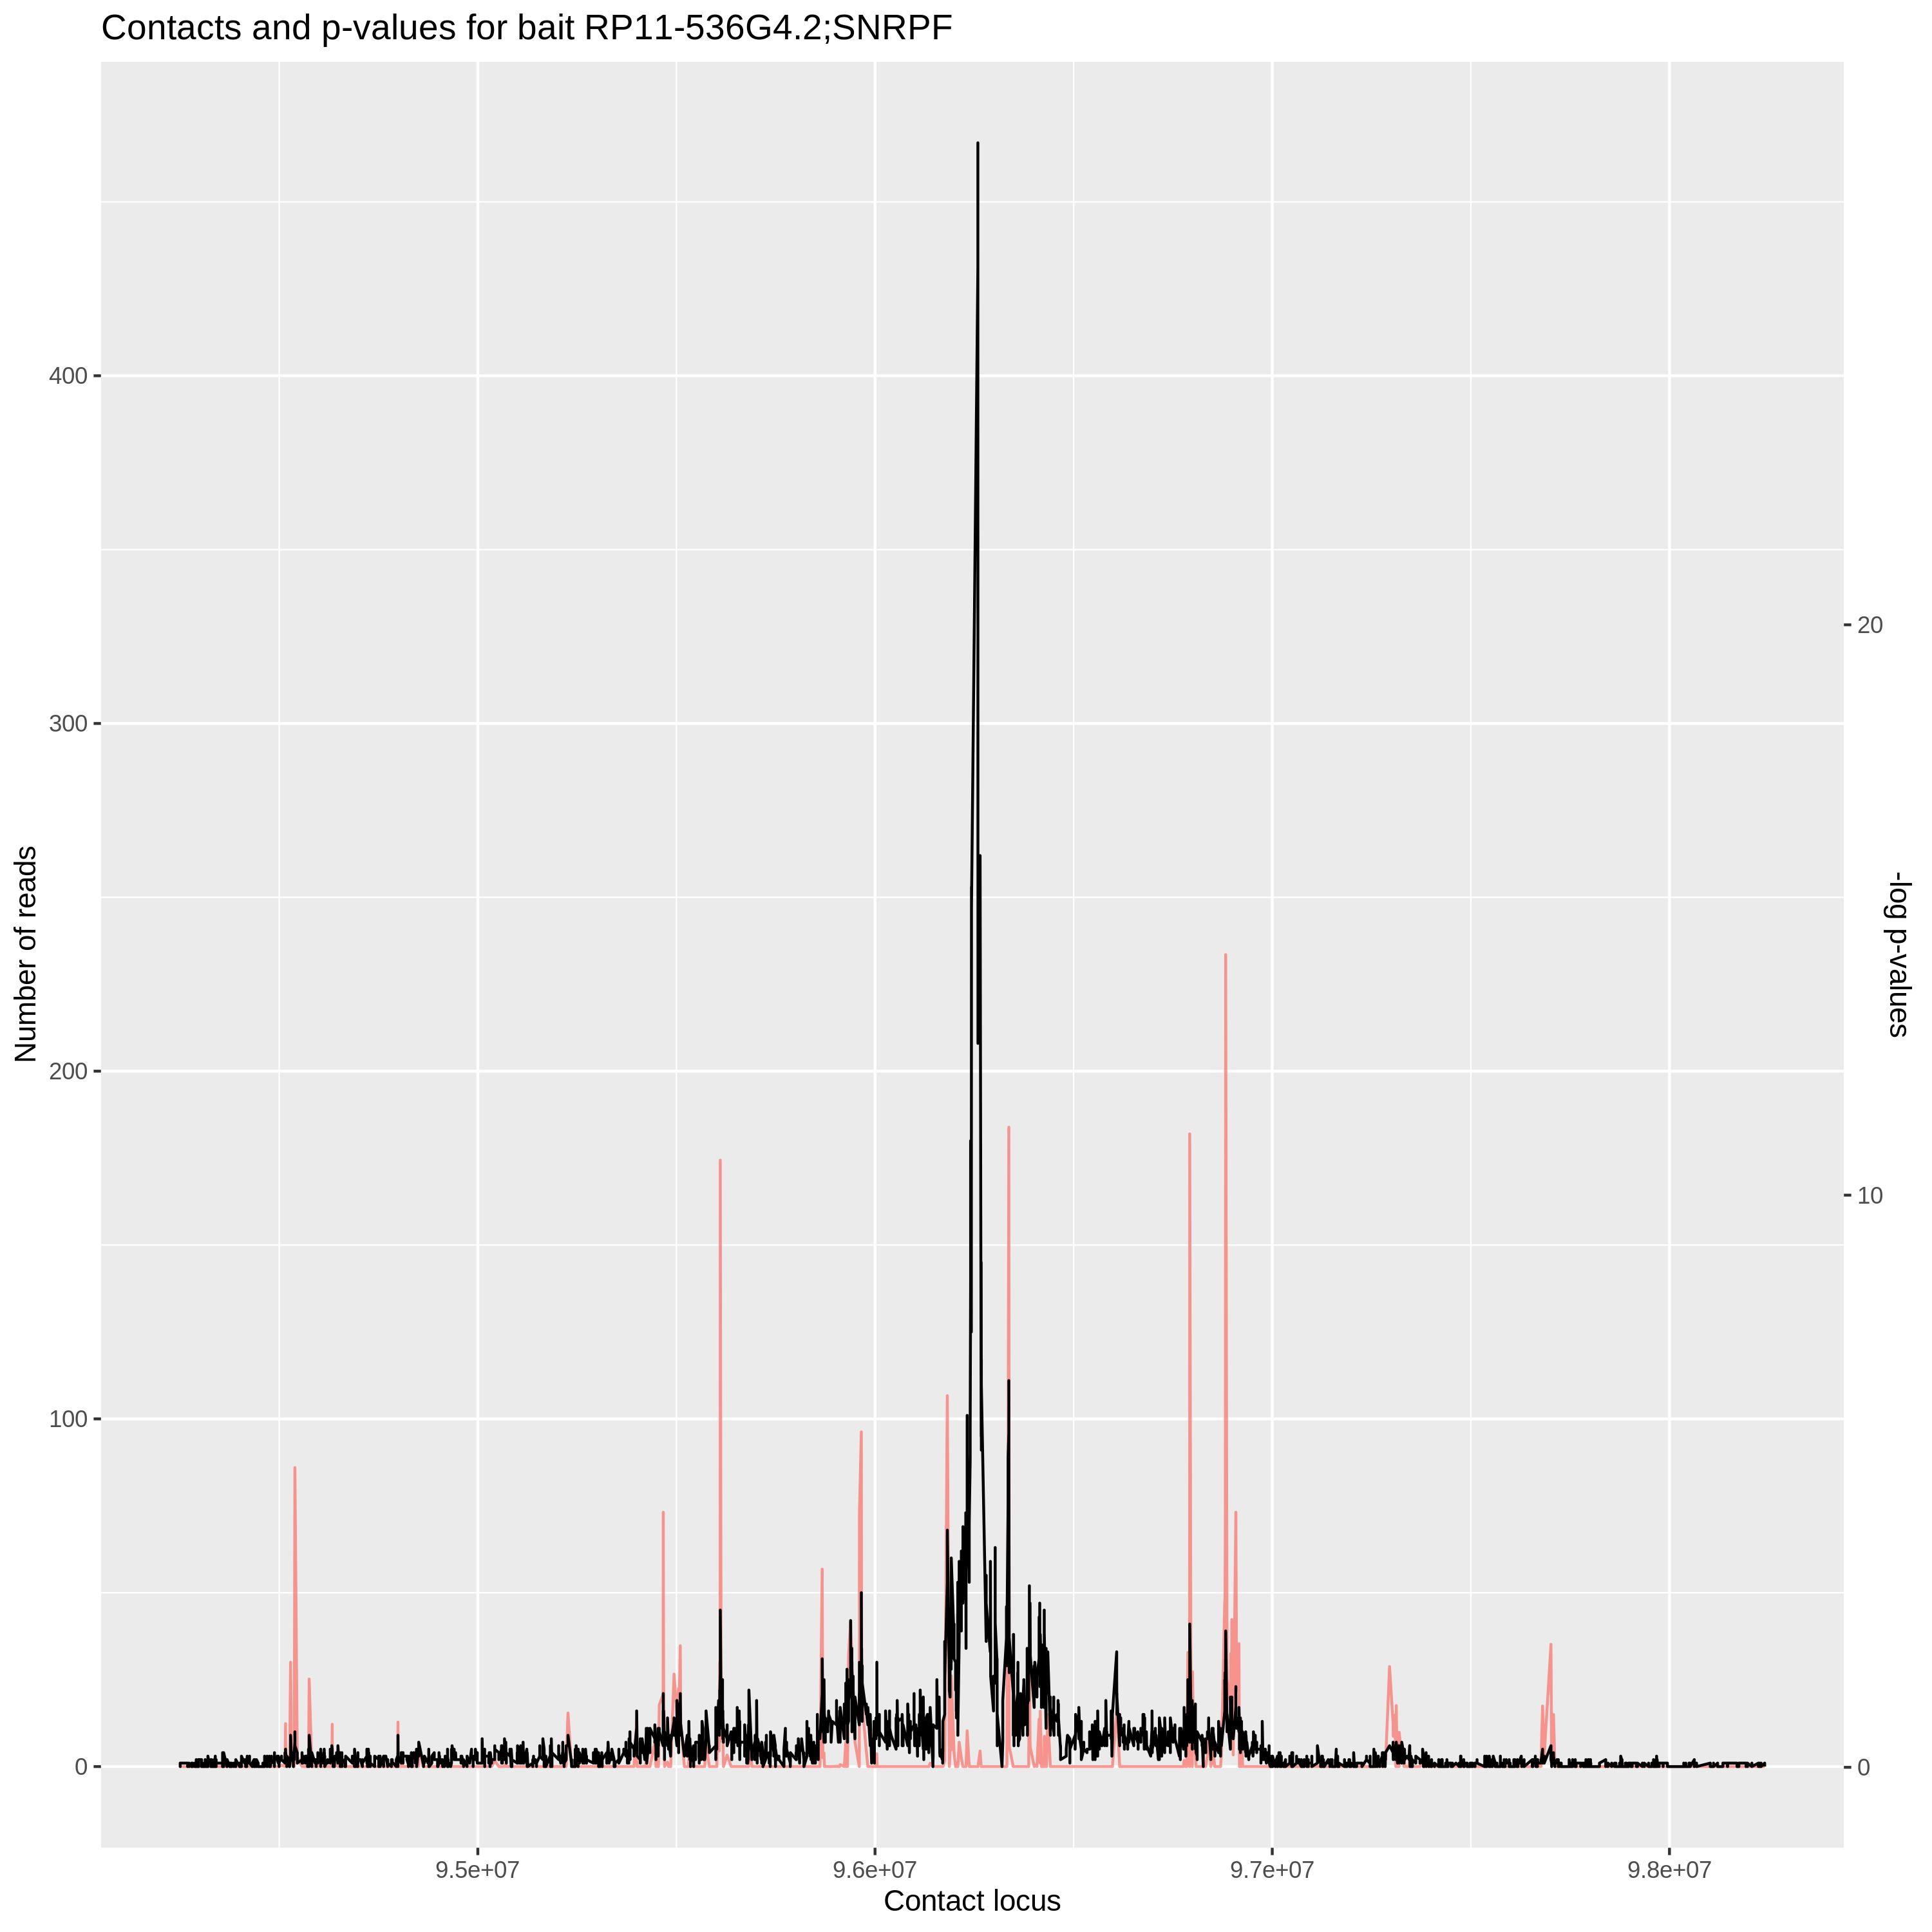 Contacts and p-values for bait RP11-536G4.2;SNRPF
Number of reads
400
300
200
100
0
20
10
0
-log p-values
9.5e+07
9.6e+07
9.7e+07
9.8e+07
Contact locus